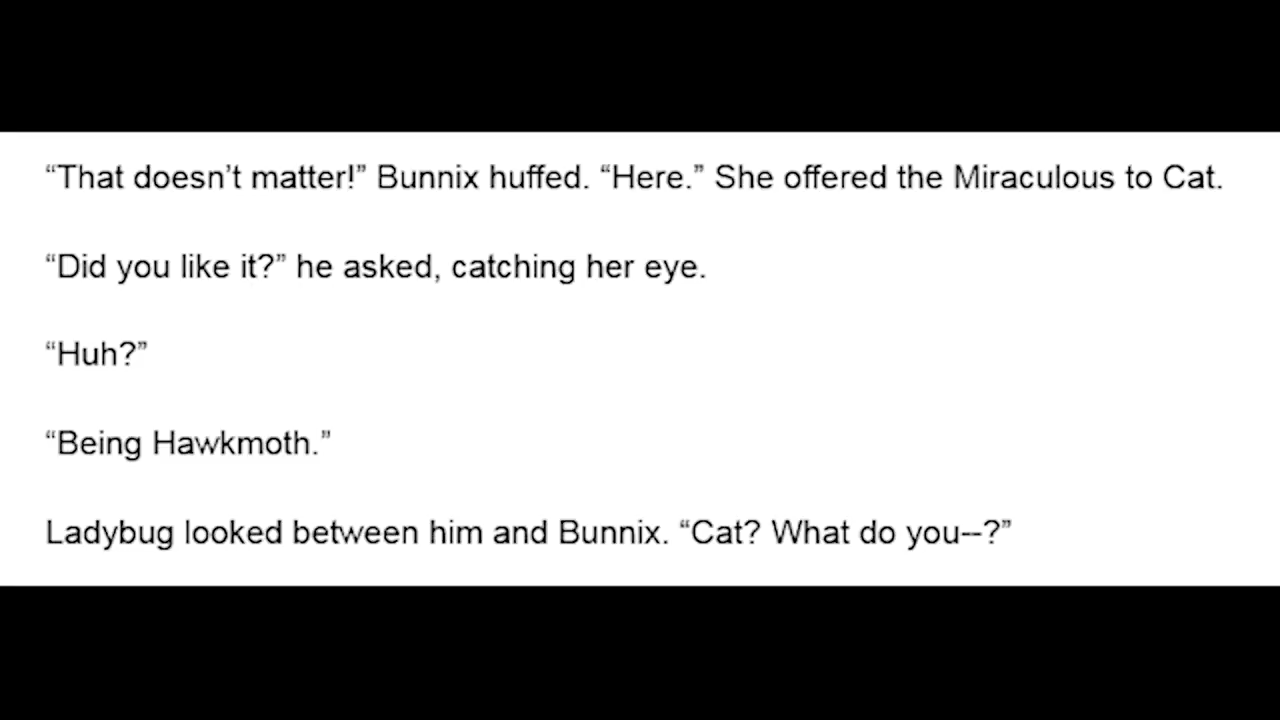 “That doesn’t matter!” Bunnix huffed. “Here.” She offered the Miraculous to Cat.
“Did you like it?” he asked, catching her eye.
“Huh?”
“Being Hawkmoth.”
Ladybug looked between him and Bunnix. “Cat? What do you--?”